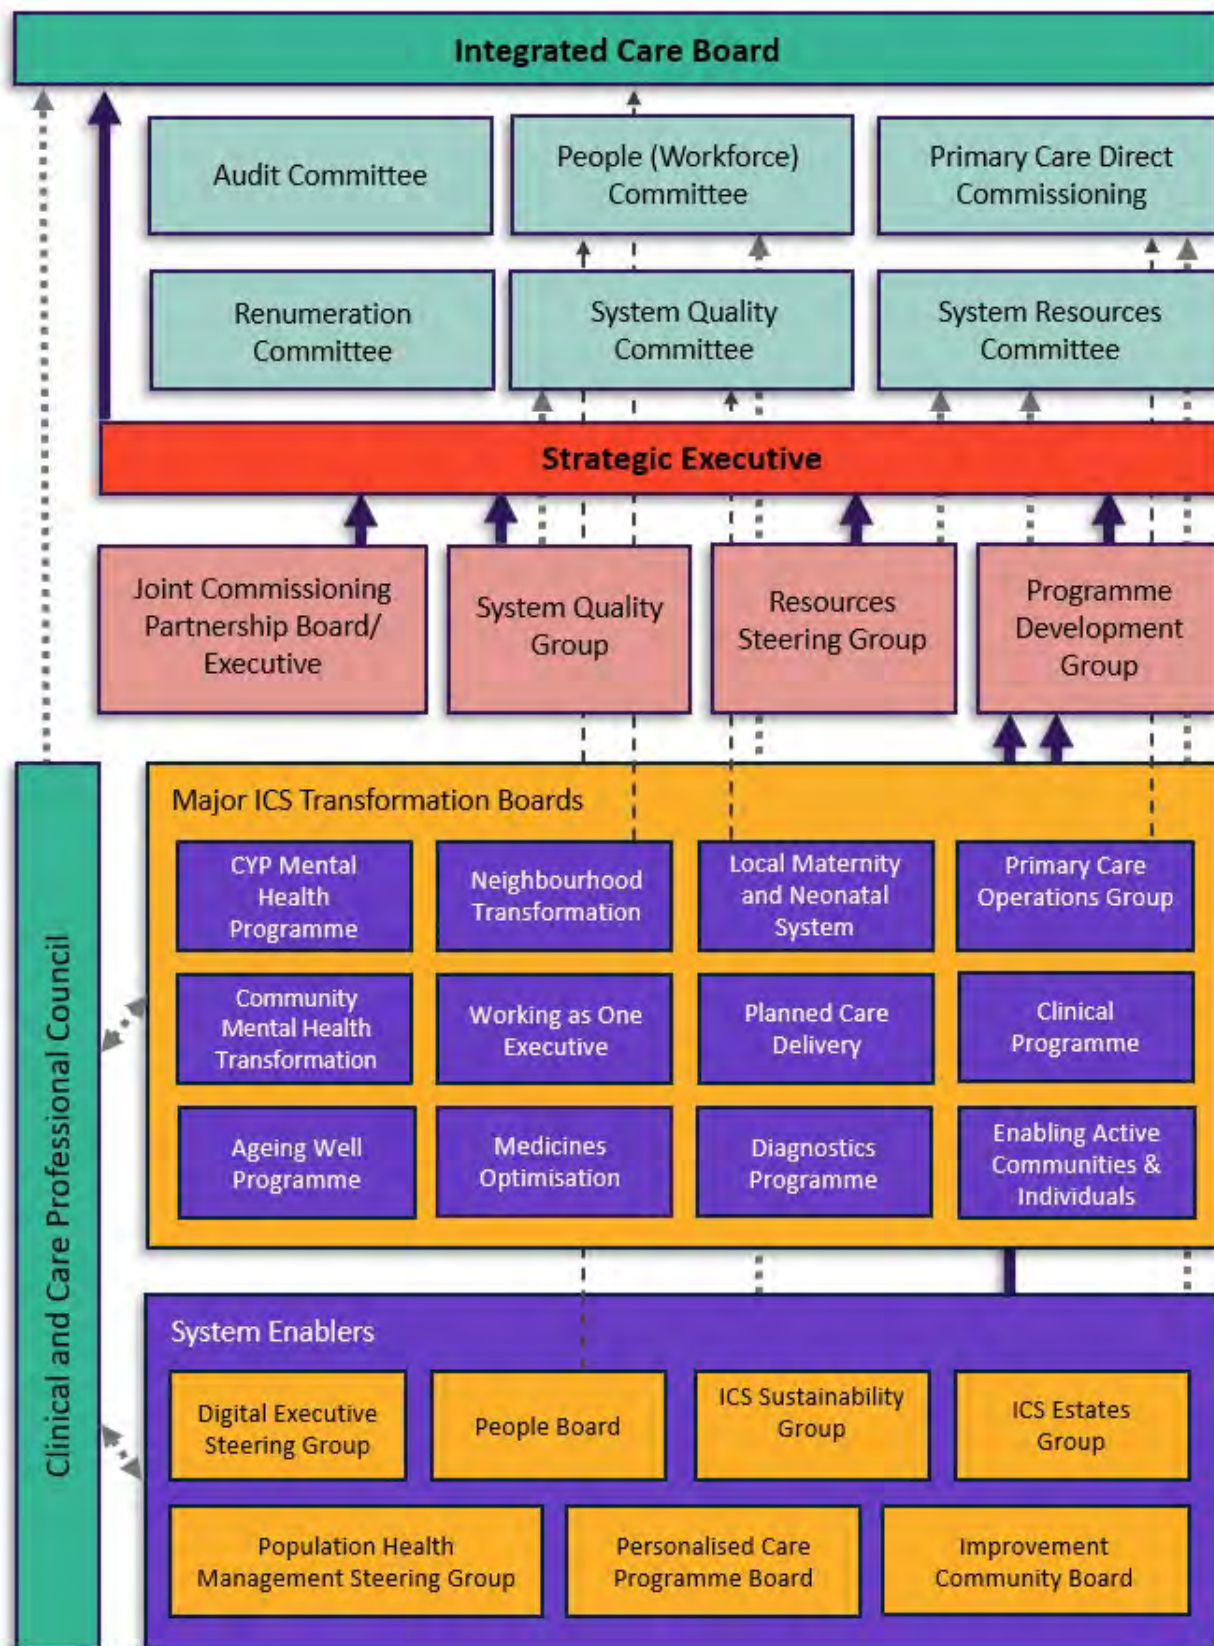 Integrated Care Board
Audit Committee
People (Workforce)
Committee
Primary Care Direct
Commissioning
Renumeration
Committee
System Quality
Committee
System Resources
Committee
Strategic Executive
Joint Commissioning
Partnership Board/
Executive
System Quality
Group
Resources
Steering Group
Programme
Development
Group
Clinical and Care Professional Council
Major ICS Transformation Boards
CYP Mental
Health
Programme
Neighbourhood
Transformation
Local Maternity
and Neonatal
System
Primary Care
Operations Group
Community
Mental Health
Transformation
Working as One
Executive
Planned Care
Delivery
Clinical
Programme
Ageing Well
Programme
Medicines
Optimisation
Diagnostics
Programme
Enabling Active
Communities &
Individuals
System Enablers
Digital Executive
Steering Group
People Board
ICS Sustainability
Group
ICS Estates
Group
Population Health
Management Steering Group
Personalised Care
Programme Board
Improvement
Community Board